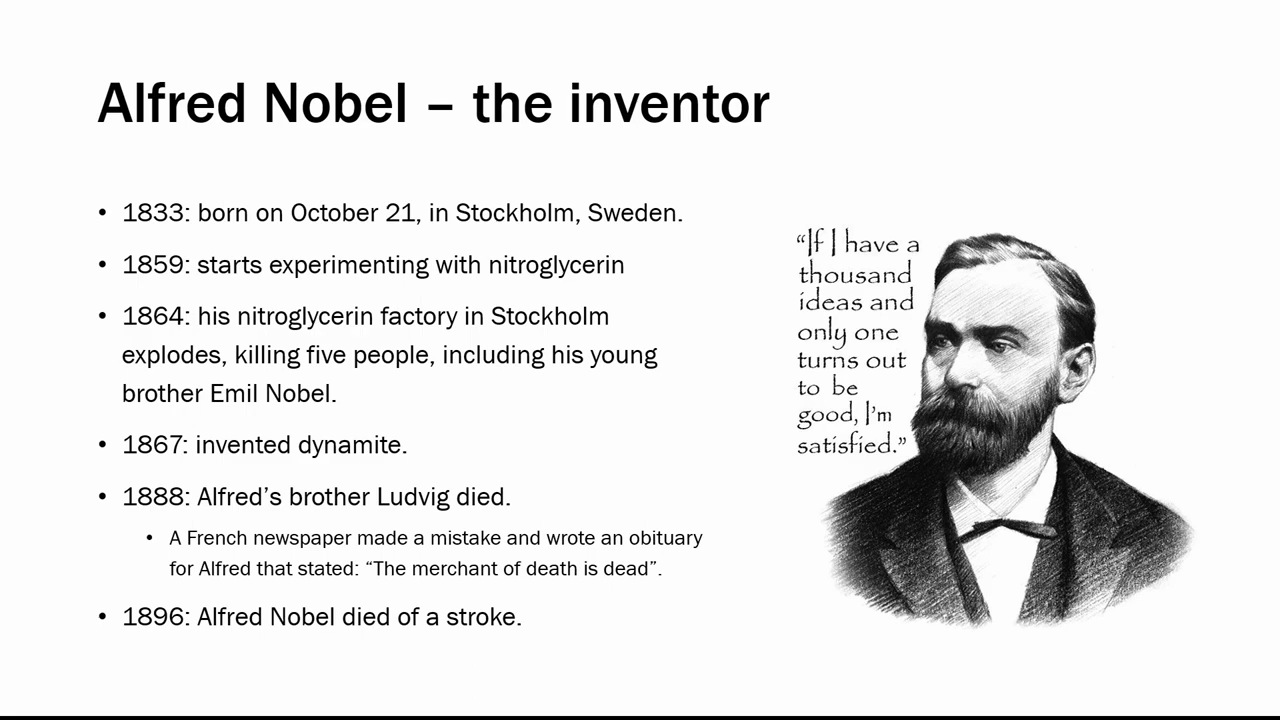 Alfred Nobel – the inventor
• 1833: born on October 21, in Stockholm, Sweden.
• 1859: starts experimenting with nitroglycerin
• 1864: his nitroglycerin factory in Stockholm
explodes, killing five people, including his young
brother Emil Nobel.
• 1867: invented dynamite.
• 1888: Alfred’s brother Ludvig died.
• A French newspaper made a mistake and wrote an obituary
for Alfred that stated: “The merchant of death is dead”.
• 1896: Alfred Nobel died of a stroke.
“If I have a
thousand
ideas and
only one
turns out
to be
good, I’m
satisfied.”